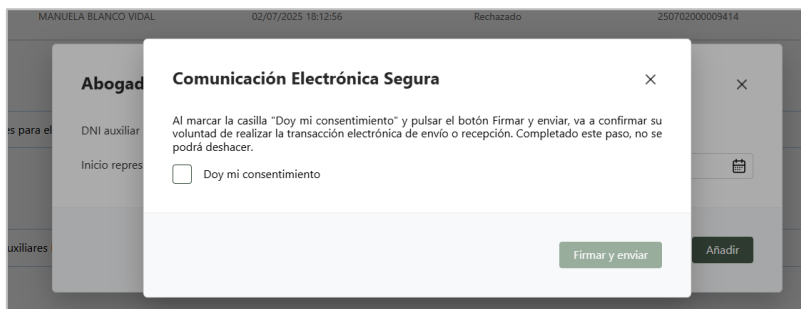 MANUELA BLANCO VIDAL 02/07/2025 18:12:56 Rechazado 250702000009414
Abogad
Comunicación Electrónica Segura
Al marcar la casilla "Doy mi consentimiento" y pulsar el botón Firmar y enviar, va a confirmar su
voluntad de realizar la transacción electrónica de envío o recepción. Completado este paso, no se
podrá deshacer.
es para el
DNI auxiliar
Inicio repres
Doy mi consentimiento
uxiliares
Firmar y enviar
Añadir